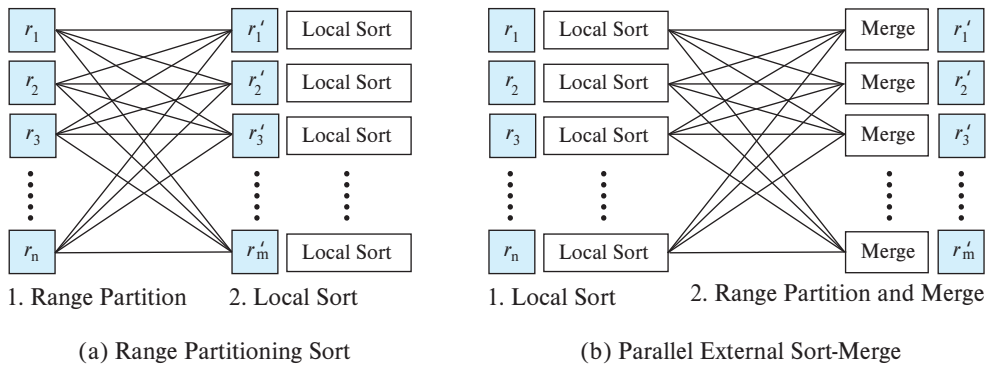 r₁ r₁′ Local Sort
r₂ r₂′ Local Sort
r₃ r₃′ Local Sort
rₙ rₘ′ Local Sort
1. Range Partition 2. Local Sort
(a) Range Partitioning Sort
r₁ Local Sort Merge r₁′
r₂ Local Sort Merge r₂′
r₃ Local Sort Merge r₃′
rₙ Local Sort Merge rₘ′
1. Local Sort 2. Range Partition and Merge
(b) Parallel External Sort-Merge